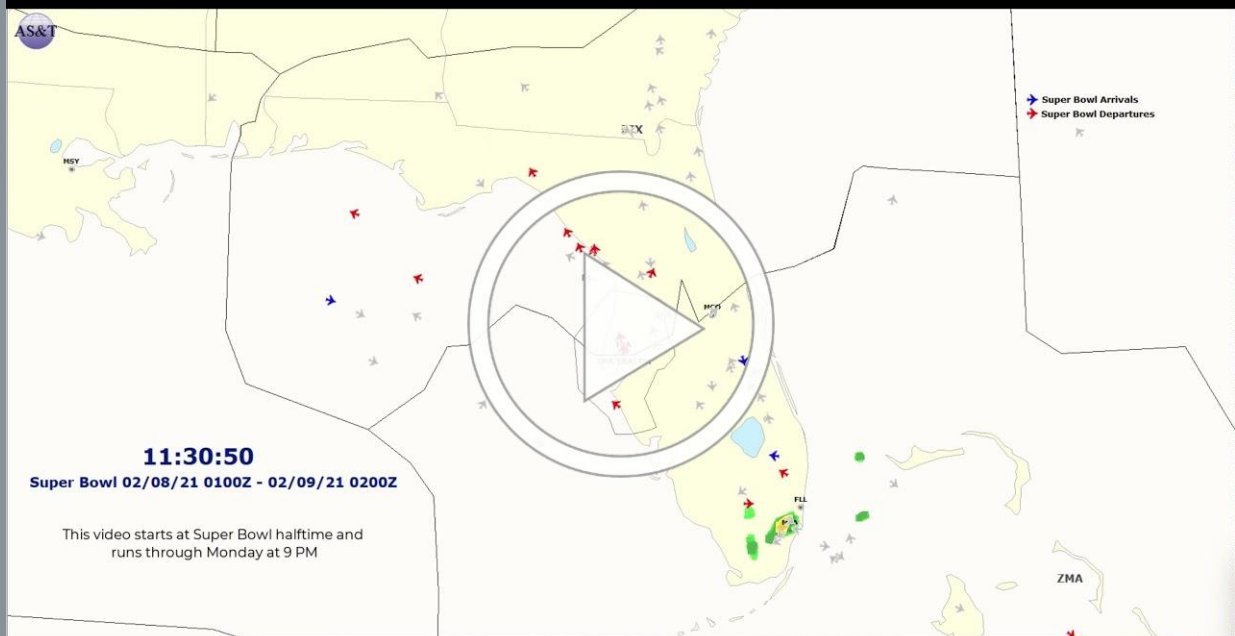 AS&T
Super Bowl Arrivals
Super Bowl Departures
MSY
MCO
11:30:50
Super Bowl 02/08/21 0100Z - 02/09/21 0200Z
FLL
This video starts at Super Bowl halftime and
runs through Monday at 9 PM
ZMA